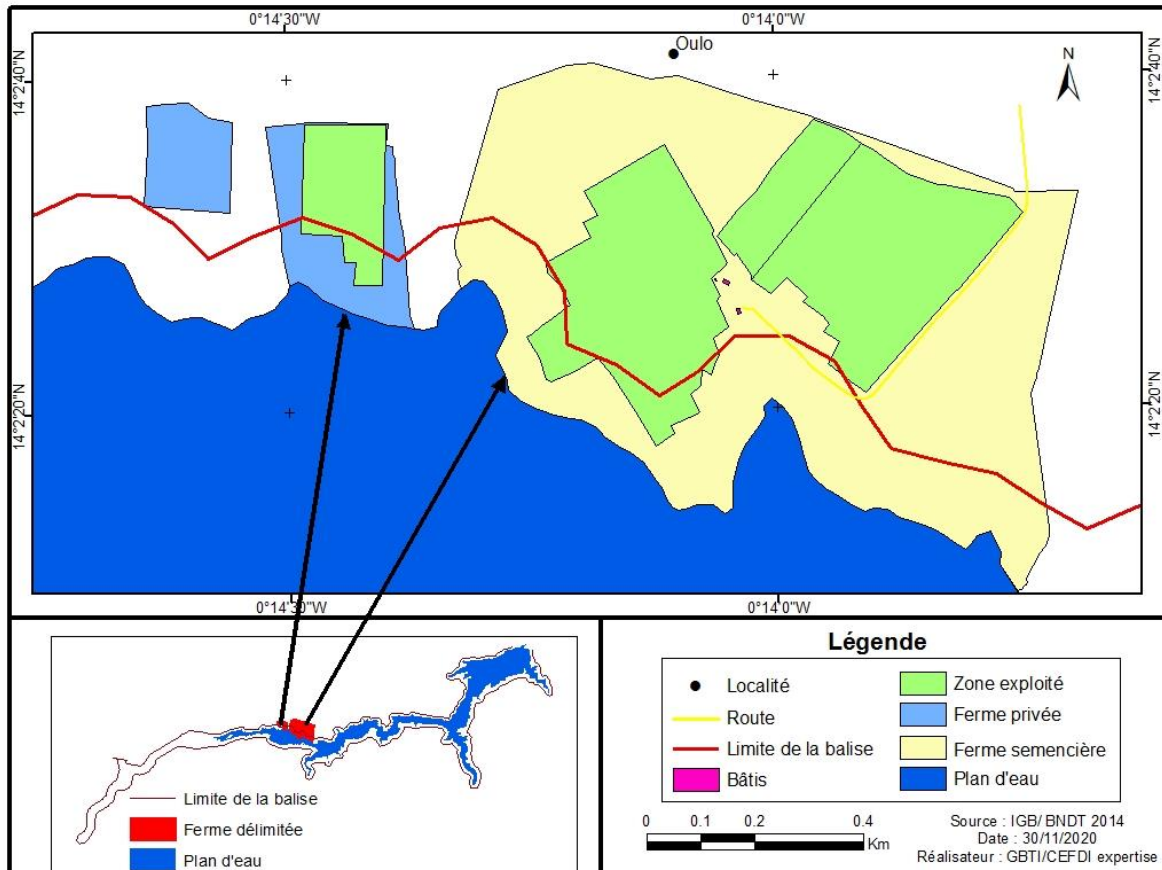 0°14'30"W
0°14'0"W
Oulo
N
14°2'40"N
14°2'40"N
14°2'20"N
14°2'20"N
0°14'30"W
0°14'0"W
Limite de la balise
Ferme délimitée
Plan d'eau
Légende
Localité
Route
Limite de la balise
Bâtis
Zone exploité
Ferme privée
Ferme semencière
Plan d'eau
0 0.1 0.2 0.4
Km
Source : IGB/ BNDT 2014
Date : 30/11/2020
Réalisateur : GBTI/CEFDI expertise